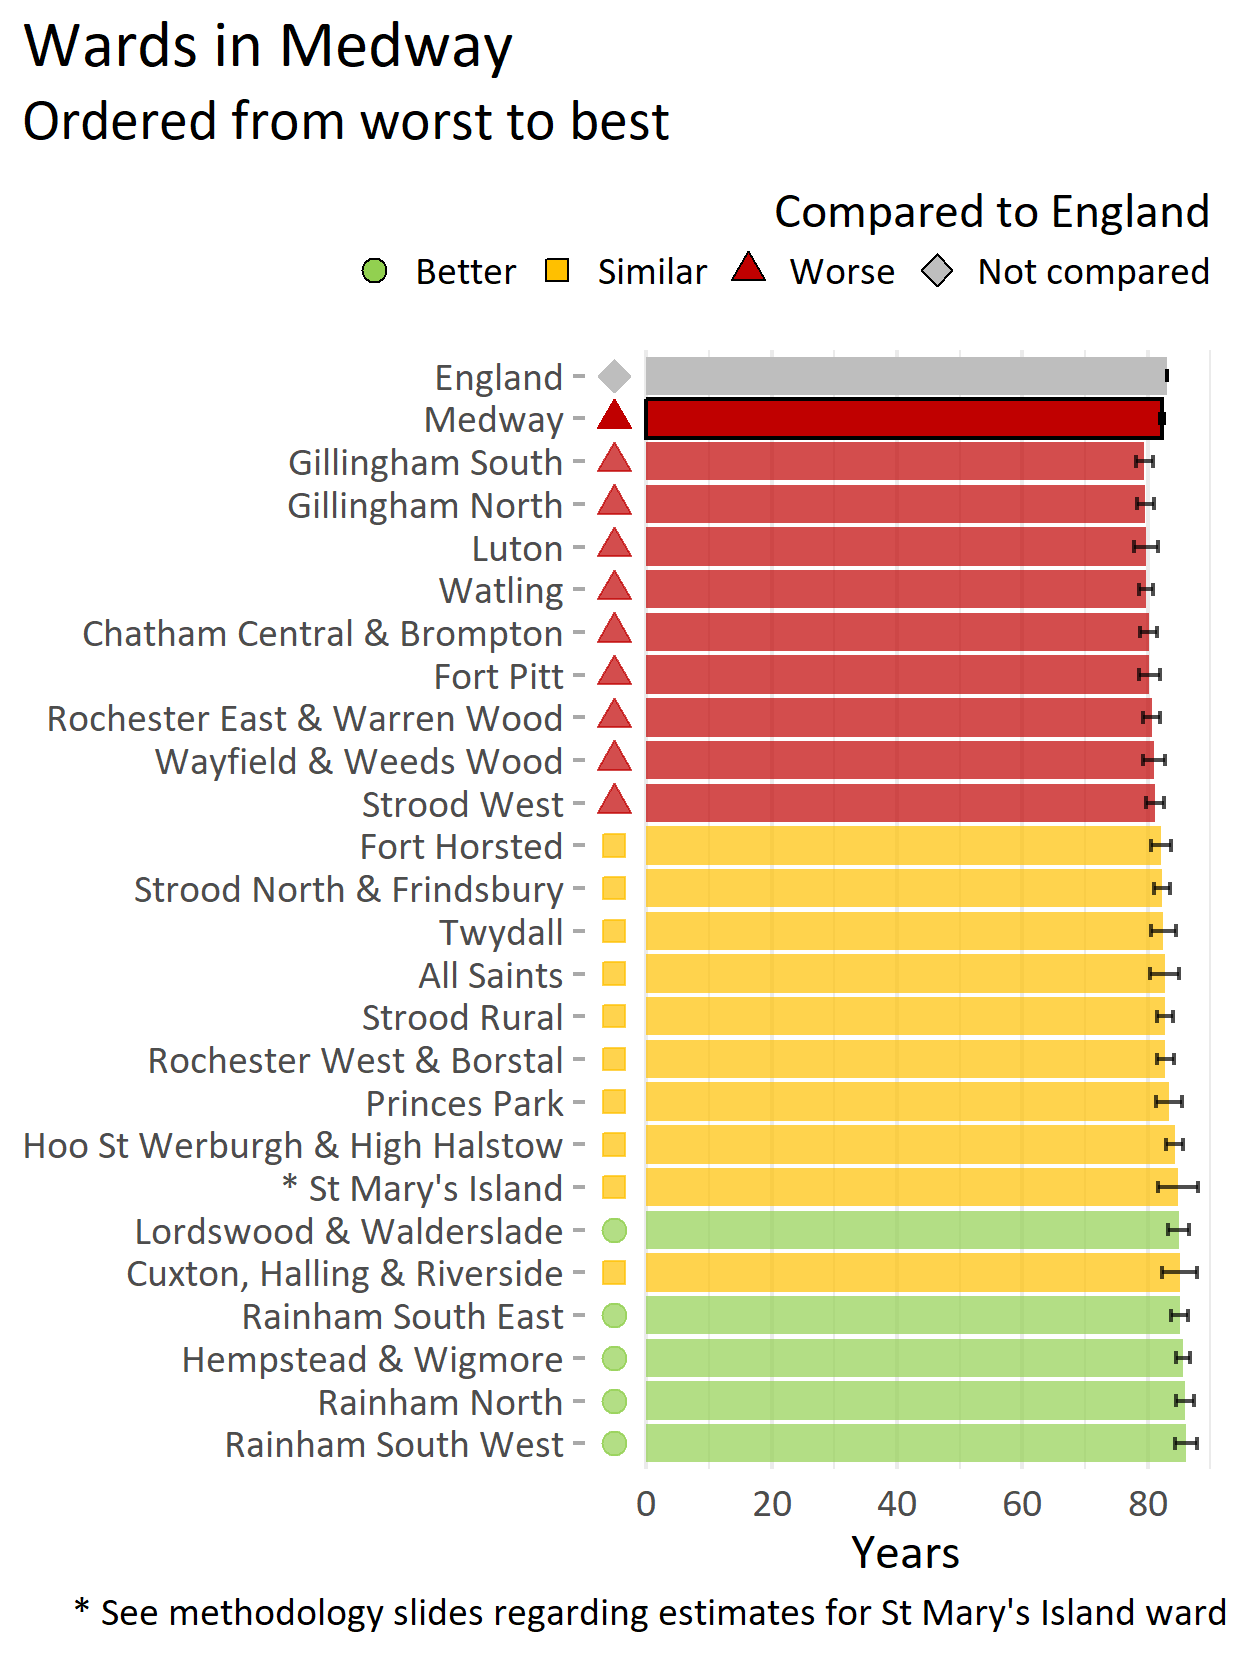 Wards in Medway
Ordered from worst to best
Compared to England
Better Similar Worse Not compared
England
Medway
Gillingham South
Gillingham North
Luton
Watling
Chatham Central & Brompton
Fort Pitt
Rochester East & Warren Wood
Wayfield & Weeds Wood
Strood West
Fort Horsted
Strood North & Frindsbury
Twydall
All Saints
Strood Rural
Rochester West & Borstal
Princes Park
Hoo St Werburgh & High Halstow
* St Mary's Island
Lordswood & Walderslade
Cuxton, Halling & Riverside
Rainham South East
Hempstead & Wigmore
Rainham North
Rainham South West
0 20 40 60 80
Years
* See methodology slides regarding estimates for St Mary's Island ward